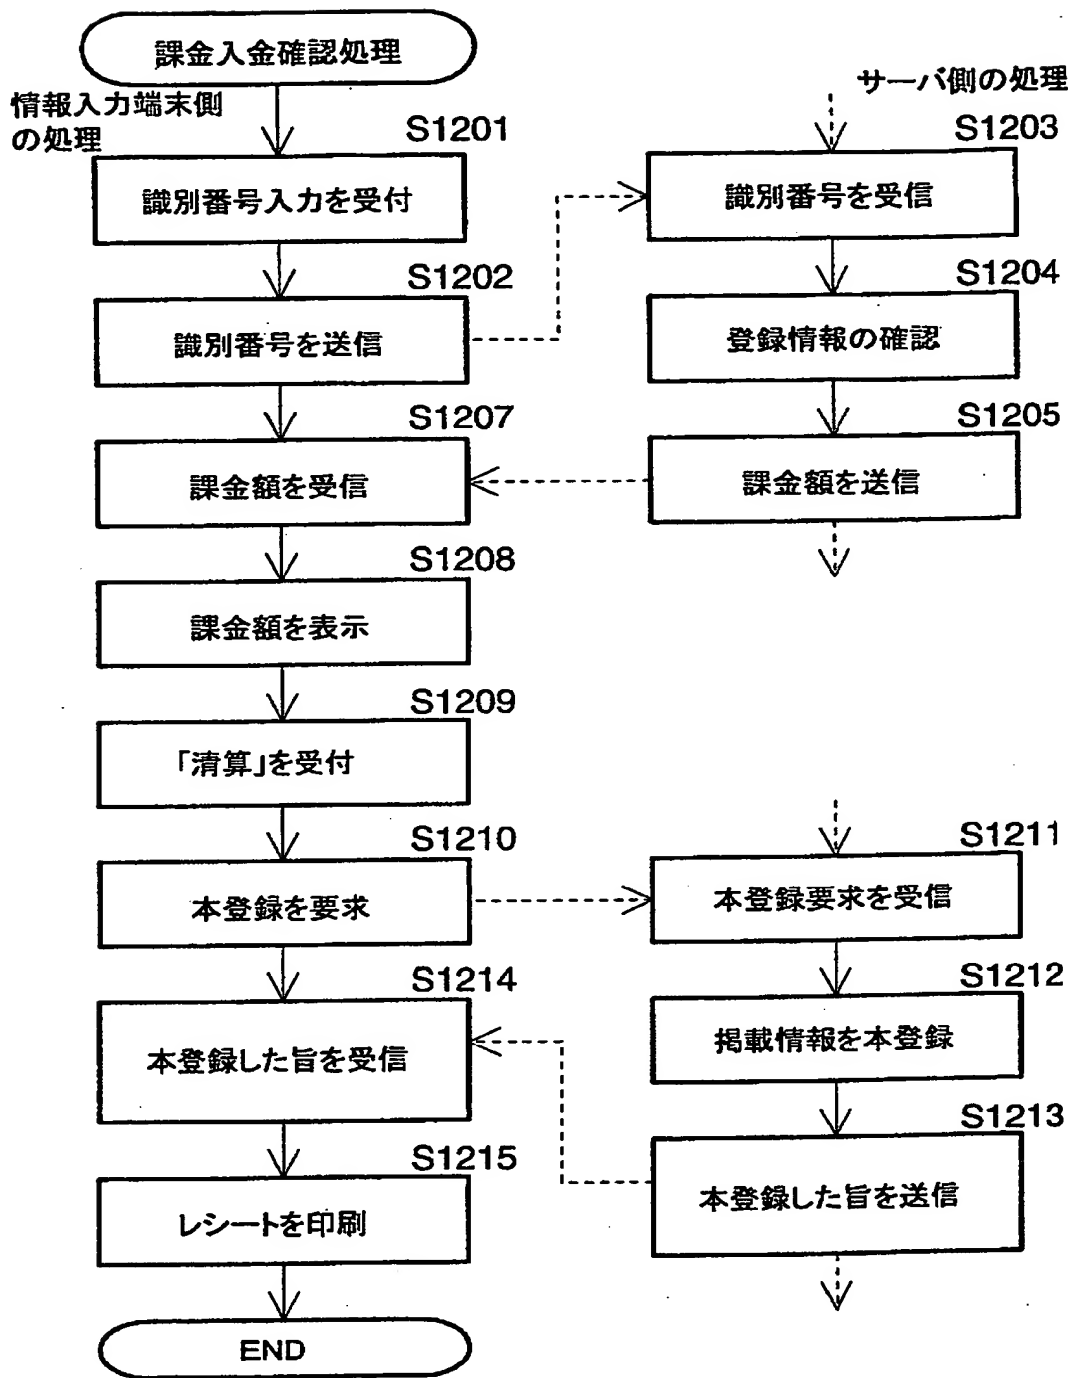 課金入金確認処理
情報入力端末側
の処理
サーバ側の処理
S1201
識別番号入力を受付
S1203
識別番号を受信
S1202
識別番号を送信
S1204
登録情報の確認
S1207
課金額を受信
S1205
課金額を送信
S1208
課金額を表示
S1209
「清算」を受付
S1210
本登録を要求
S1211
本登録要求を受信
S1214
本登録した旨を受信
S1212
掲載情報を本登録
S1213
本登録した旨を送信
S1215
レシートを印刷
END